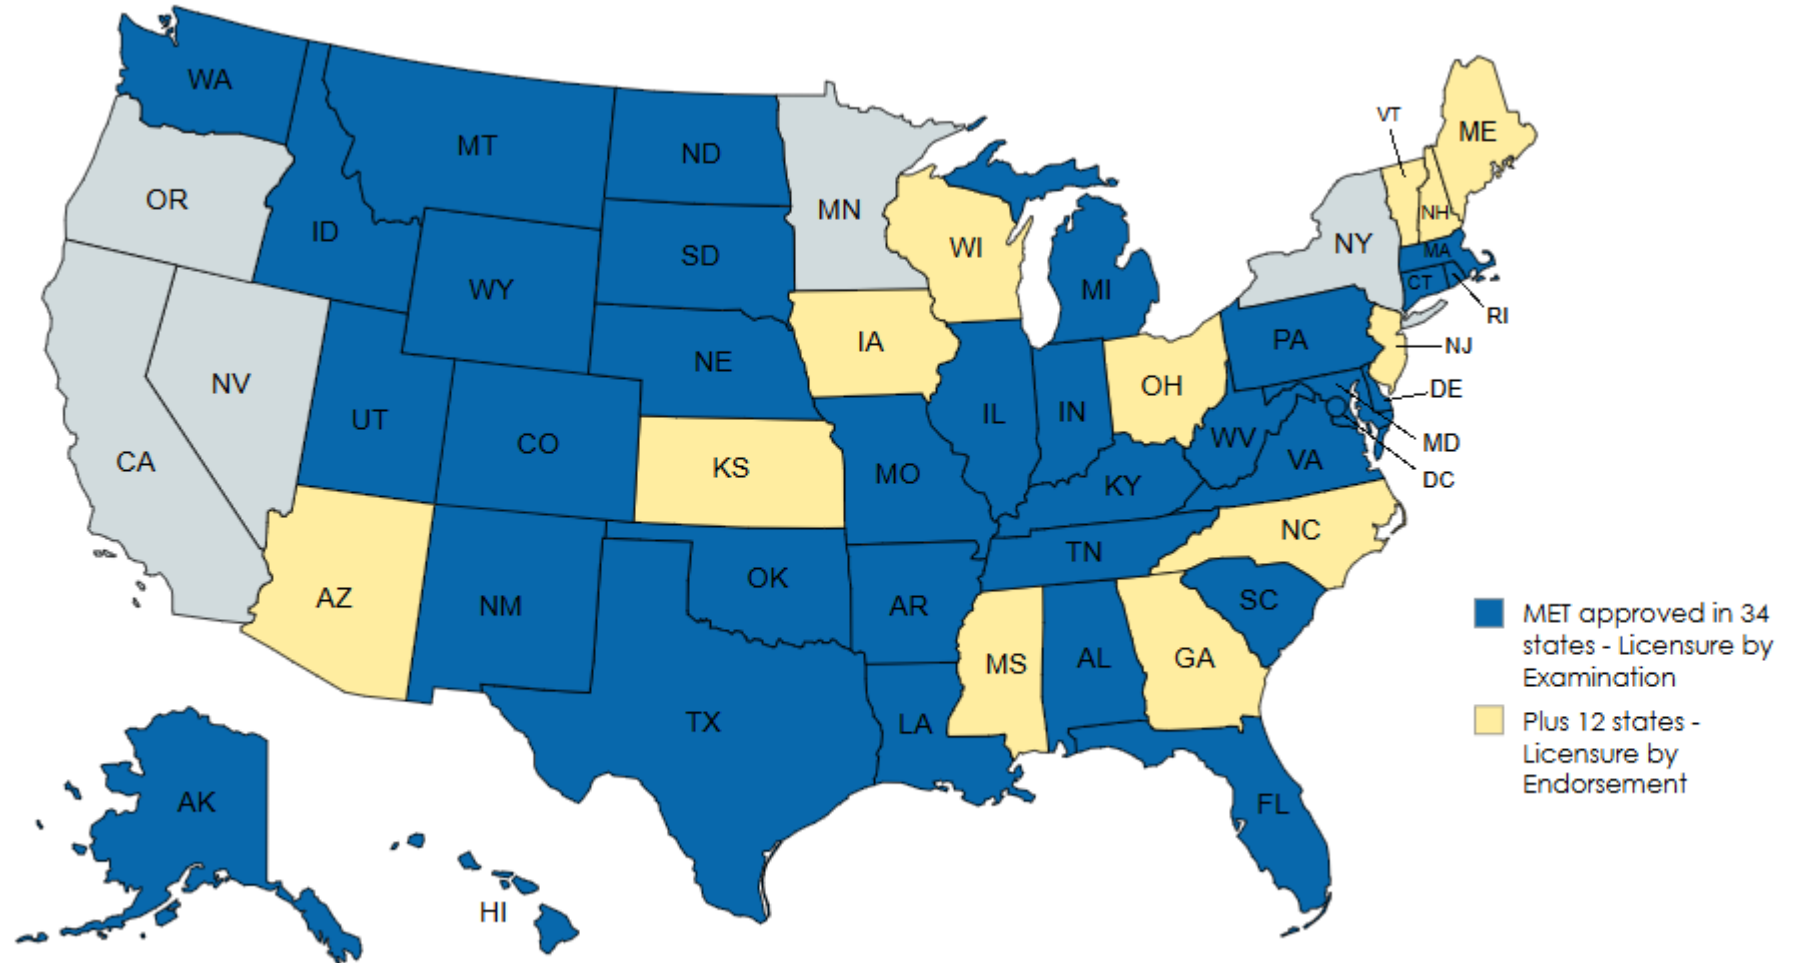 WA
MT
ND
MN
VT
ME
OR
ID
SD
WI
NH
NY
MA
WY
MI
CT
RI
IA
PA
NJ
NE
NV
UT
CO
IL
IN
OH
DE
WV
MD
CA
KS
MO
KY
VA
DC
NC
TN
AZ
NM
OK
AR
SC
MS
AL
GA
TX
LA
AK
HI
FL
MET approved in 34
states - Licensure by
Examination
Plus 12 states -
Licensure by
Endorsement